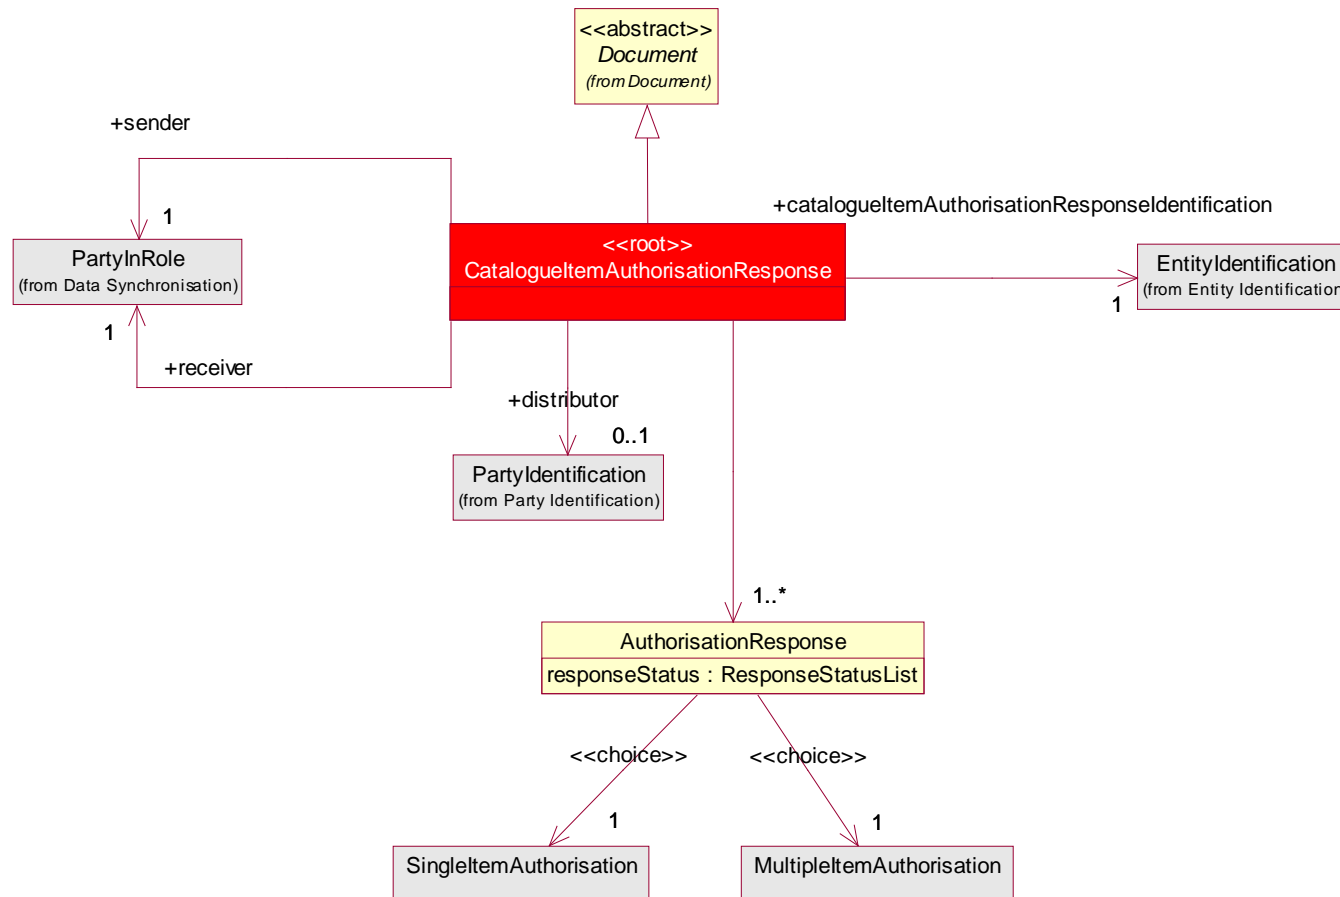 <<abstract>>
Document
(from Document)
+sender
1
PartyInRole
(from Data Synchronisation)
1
+receiver
<<root>>
CatalogueItemAuthorisationResponse
+catalogueItemAuthorisationResponseIdentification
EntityIdentification
(from Entity Identification
1
+distributor
0..1
PartyIdentification
(from Party Identification)
1..*
AuthorisationResponse
responseStatus : ResponseStatusList
<<choice>>
<<choice>>
1
1
SingleItemAuthorisation
MultipleItemAuthorisation